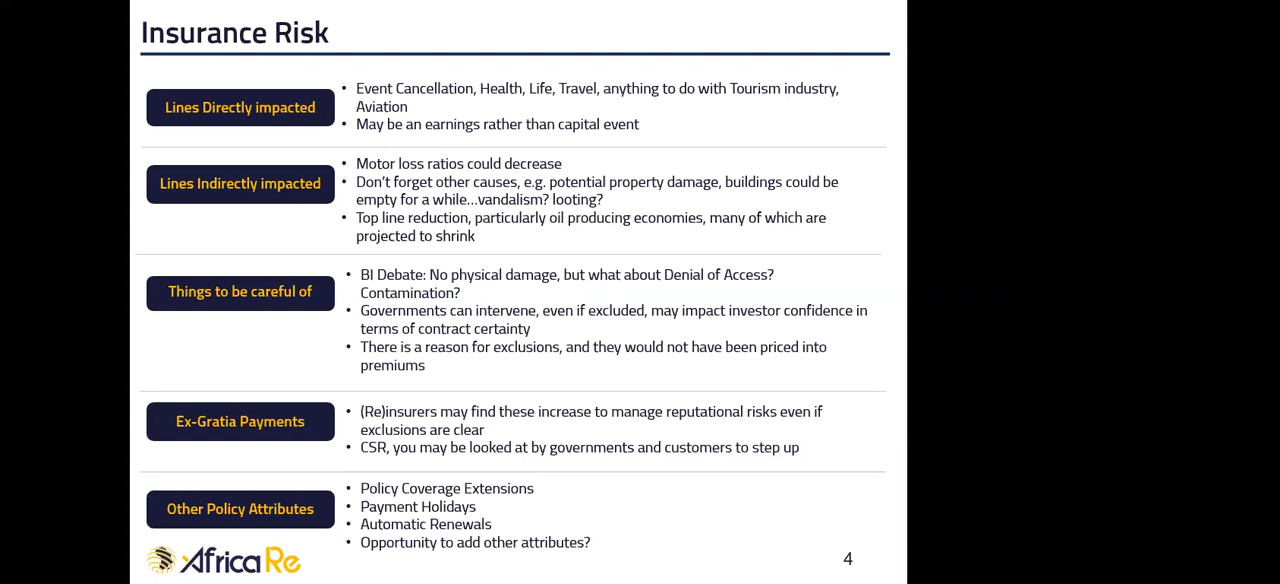 Insurance Risk
Lines Directly impacted
• Event Cancellation, Health, Life, Travel, anything to do with Tourism industry,
Aviation
• May be an earnings rather than capital event
Lines Indirectly impacted
• Motor loss ratios could decrease
• Don’t forget other causes, e.g. potential property damage, buildings could be
empty for a while...vandalism? looting?
• Top line reduction, particularly oil producing economies, many of which are
projected to shrink
Things to be careful of
• BI Debate: No physical damage, but what about Denial of Access?
Contamination?
• Governments can intervene, even if excluded, may impact investor confidence in
terms of contract certainty
• There is a reason for exclusions, and they would not have been priced into
premiums
Ex-Gratia Payments
• (Re)insurers may find these increase to manage reputational risks even if
exclusions are clear
• CSR, you may be looked at by governments and customers to step up
Other Policy Attributes
• Policy Coverage Extensions
• Payment Holidays
• Automatic Renewals
• Opportunity to add other attributes?
Africa Re
4